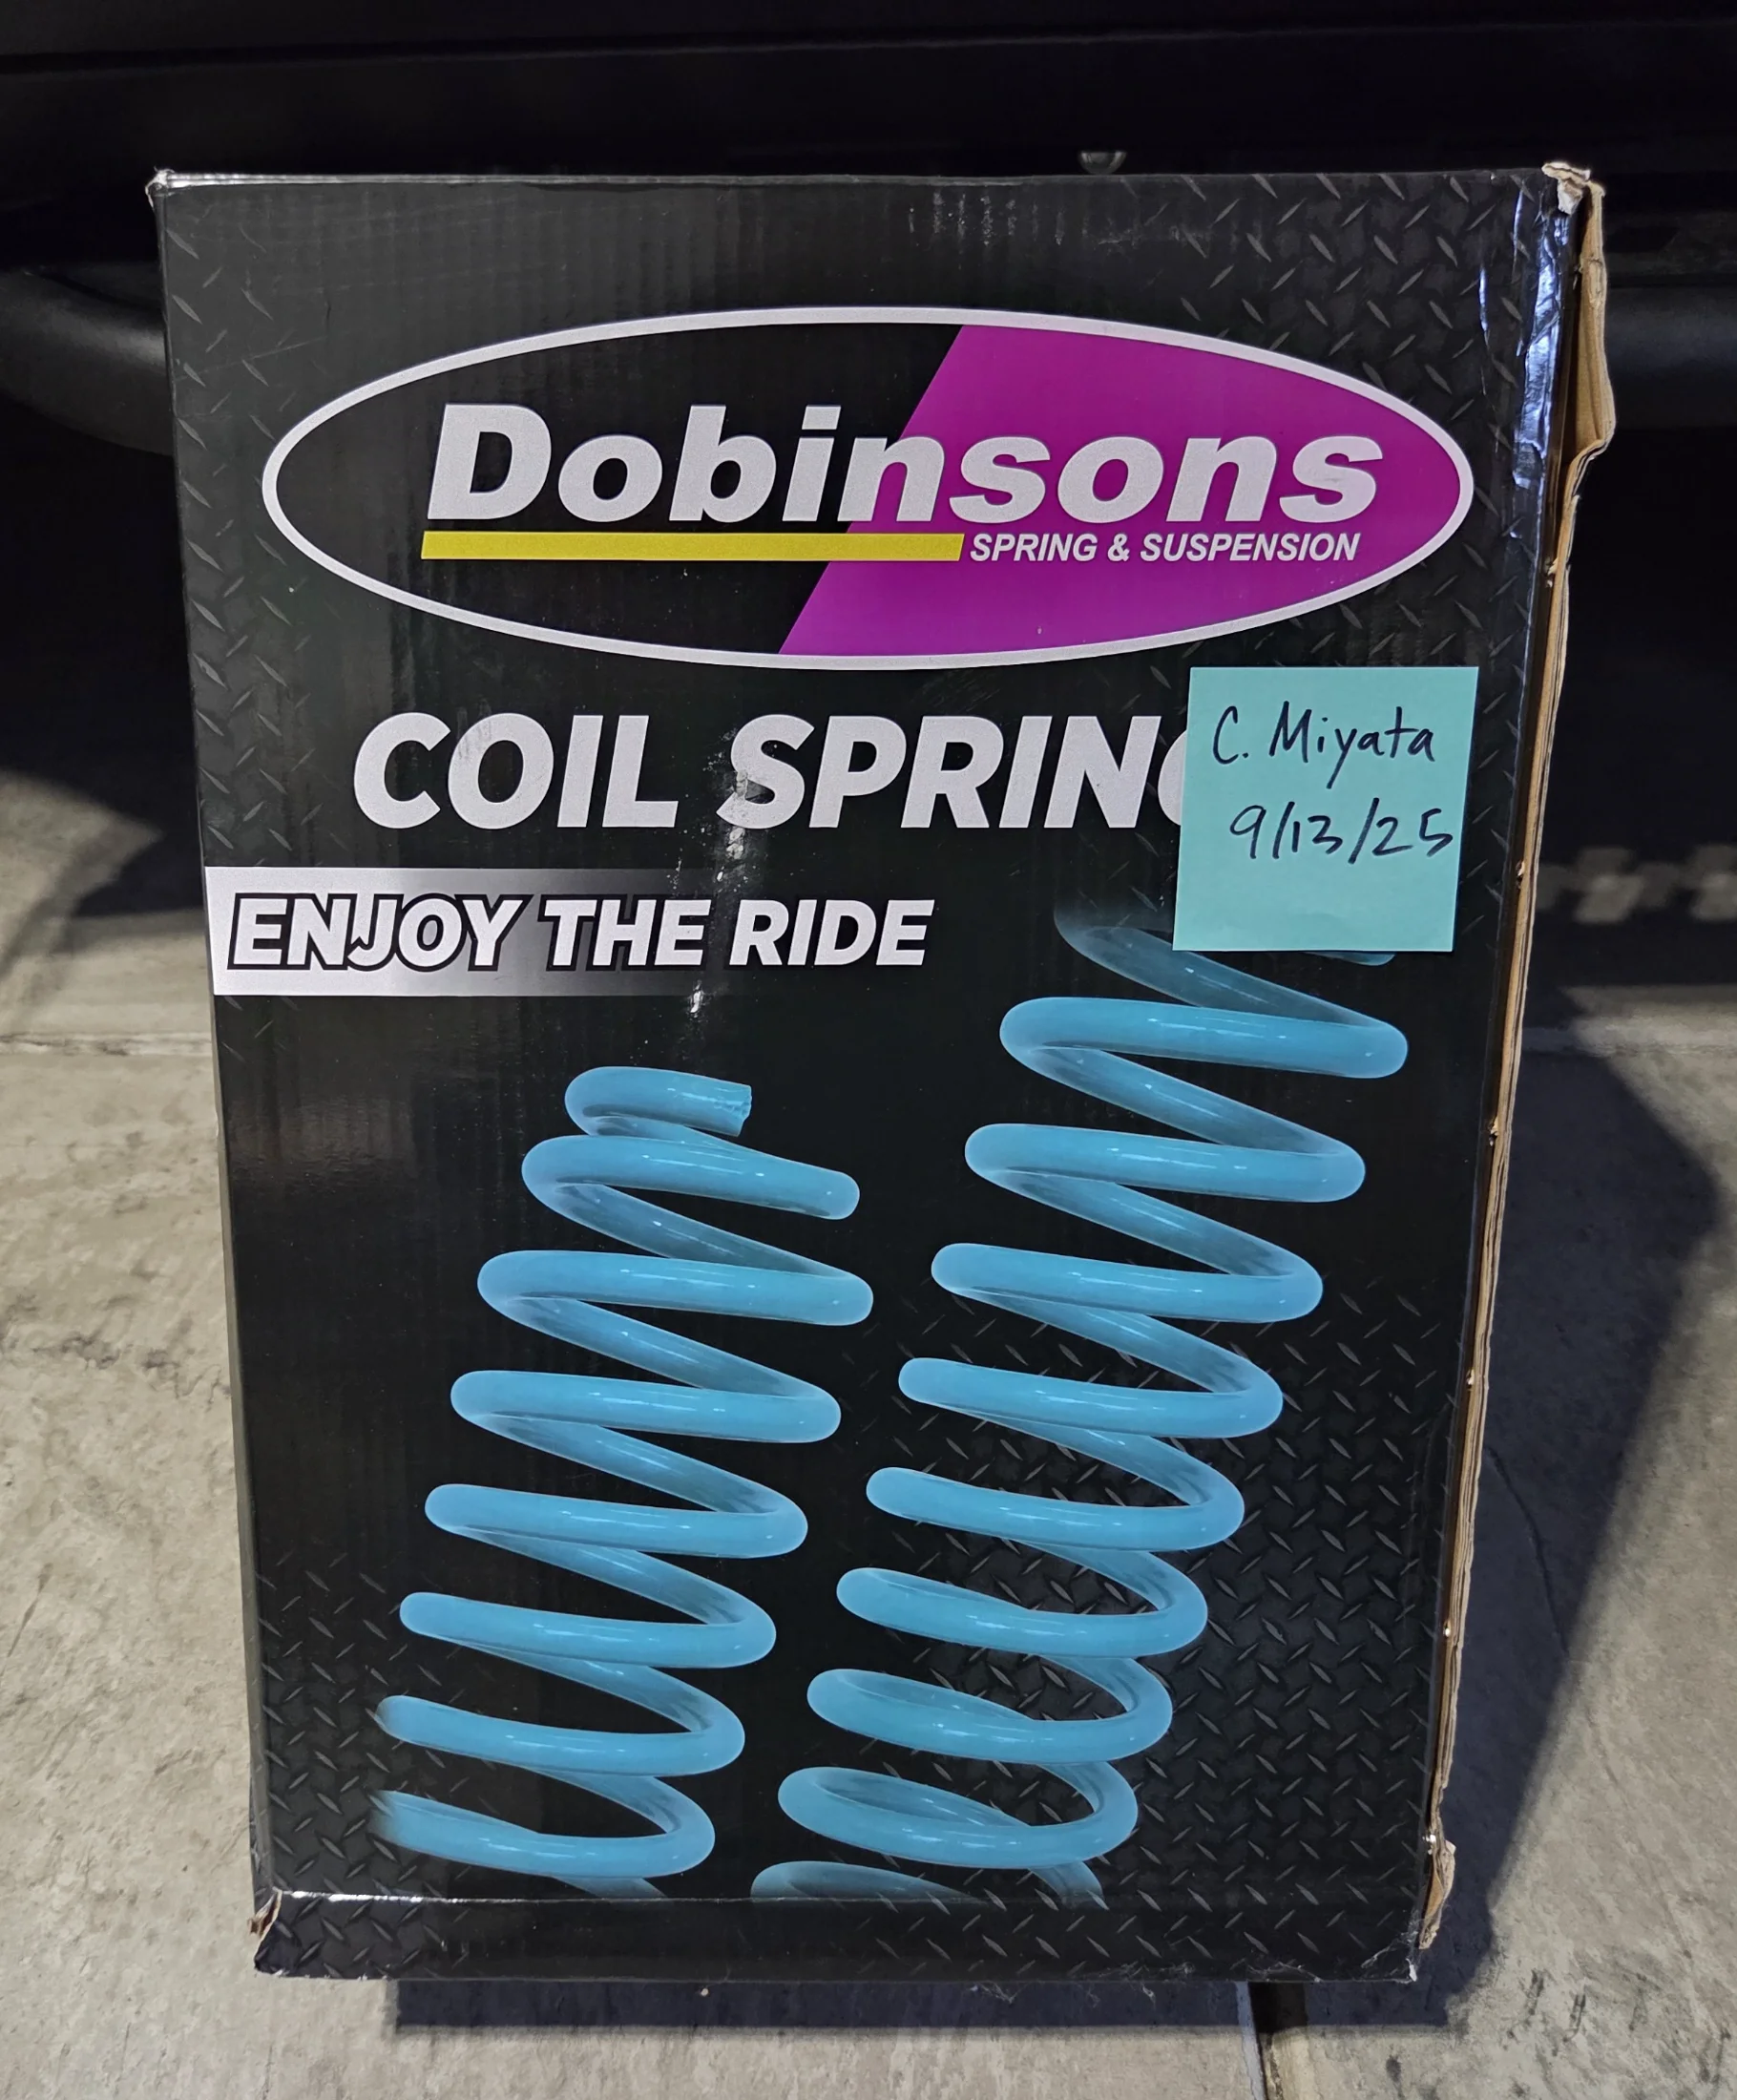 Dobinsons
SPRING & SUSPENSION
COIL SPRING
C. Miyata
9/13/25
ENJOY THE RIDE